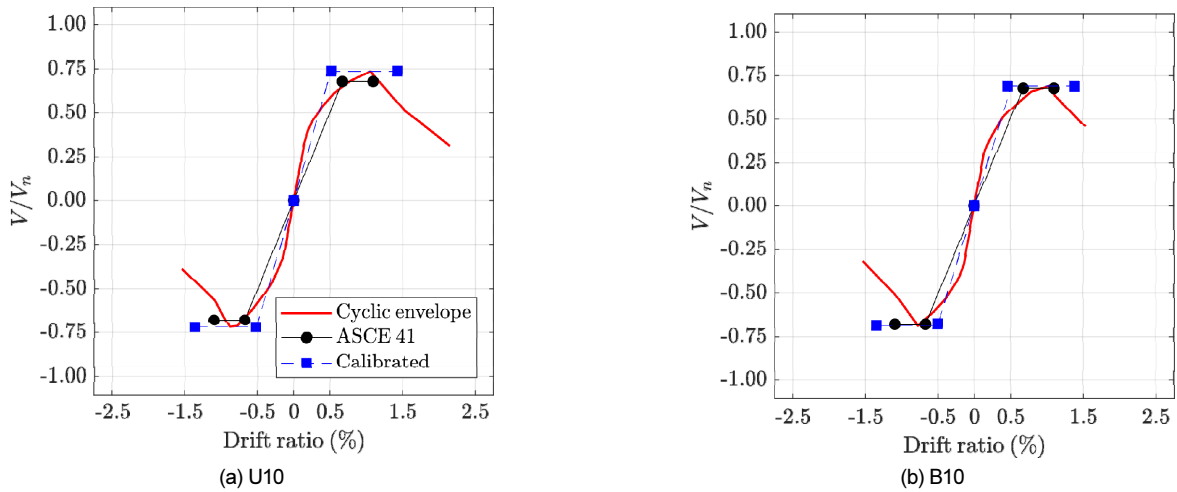 1.00
0.75
0.50
0.25
0.00
-0.25
-0.50
-0.75
-1.00
V/Vn
Cyclic envelope
ASCE 41
Calibrated
-2.5 -1.5 -0.5 0 0.5 1.5 2.5
Drift ratio (%)
(a) U10
1.00
0.75
0.50
0.25
0.00
-0.25
-0.50
-0.75
-1.00
V/Vn
-2.5 -1.5 -0.5 0 0.5 1.5 2.5
Drift ratio (%)
(b) B10